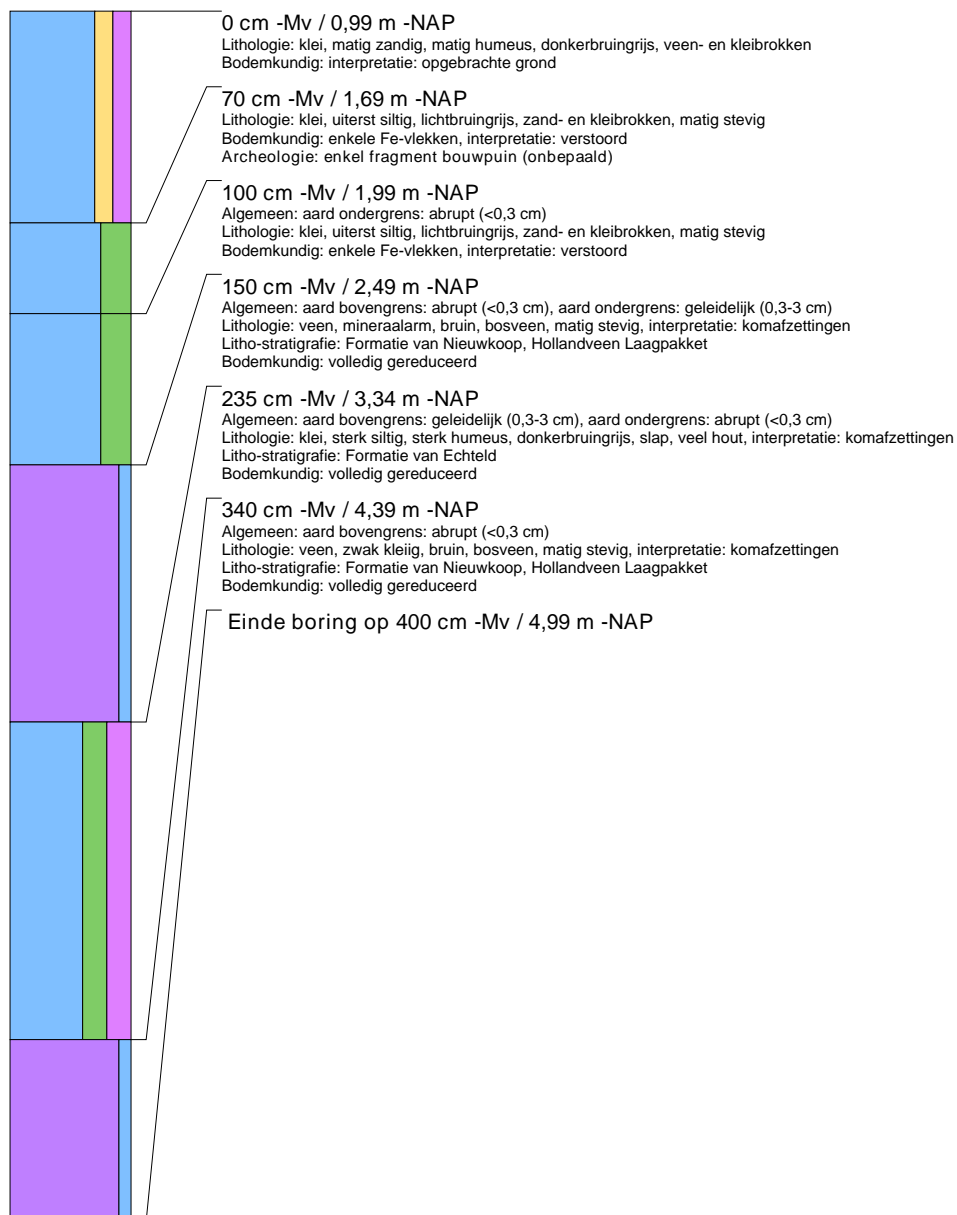 0 cm -Mv / 0,99 m -NAP
Lithologie: klei, matig zandig, matig humeus, donkerbruingrijs, veen- en kleibrokken
Bodemkundig: interpretatie: opgebrachte grond
70 cm -Mv / 1,69 m -NAP
Lithologie: klei, uiterst siltig, lichtbruingrijs, zand- en kleibrokken, matig stevig
Bodemkundig: enkele Fe-vlekken, interpretatie: verstoord
Archeologie: enkel fragment bouwpuin (onbepaald)
100 cm -Mv / 1,99 m -NAP
Algemeen: aard ondergrens: abrupt (<0,3 cm)
Lithologie: klei, uiterst siltig, lichtbruingrijs, zand- en kleibrokken, matig stevig
Bodemkundig: enkele Fe-vlekken, interpretatie: verstoord
150 cm -Mv / 2,49 m -NAP
Algemeen: aard bovengrens: abrupt (<0,3 cm), aard ondergrens: geleidelijk (0,3-3 cm)
Lithologie: veen, mineraalarm, bruin, bosveen, matig stevig, interpretatie: komafzettingen
Litho-stratigrafie: Formatie van Nieuwkoop, Hollandveen Laagpakket
Bodemkundig: volledig gereduceerd
235 cm -Mv / 3,34 m -NAP
Algemeen: aard bovengrens: geleidelijk (0,3-3 cm), aard ondergrens: abrupt (<0,3 cm)
Lithologie: klei, sterk siltig, sterk humeus, donkerbruingrijs, slap, veel hout, interpretatie: komafzettingen
Litho-stratigrafie: Formatie van Echteld
Bodemkundig: volledig gereduceerd
340 cm -Mv / 4,39 m -NAP
Algemeen: aard bovengrens: abrupt (<0,3 cm)
Lithologie: veen, zwak kleiig, bruin, bosveen, matig stevig, interpretatie: komafzettingen
Litho-stratigrafie: Formatie van Nieuwkoop, Hollandveen Laagpakket
Bodemkundig: volledig gereduceerd
Einde boring op 400 cm -Mv / 4,99 m -NAP